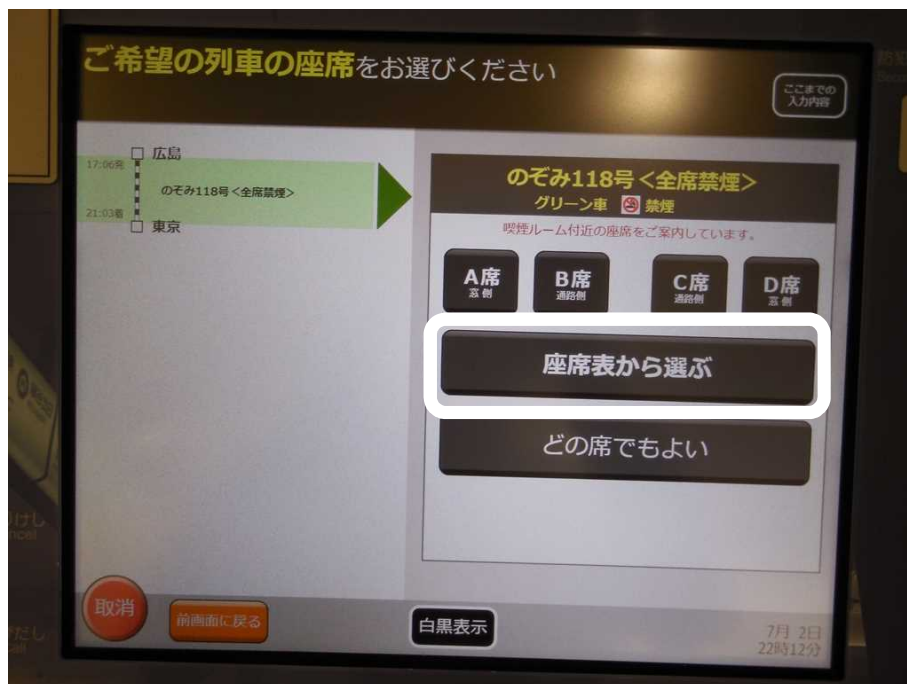 ご希望の列車の座席をお選びください
ここまでの
入力内容
広島
17:06発
のぞみ118号<全席禁煙>
21:03着
東京
のぞみ118号<全席禁煙>
グリーン車 禁煙
喫煙ルーム付近の座席をご案内しています。
A席
窓側
B席
通路側
C席
通路側
D席
窓側
座席表から選ぶ
どの席でもよい
取消
前画面に戻る
白黒表示
7月 2日
22時12分